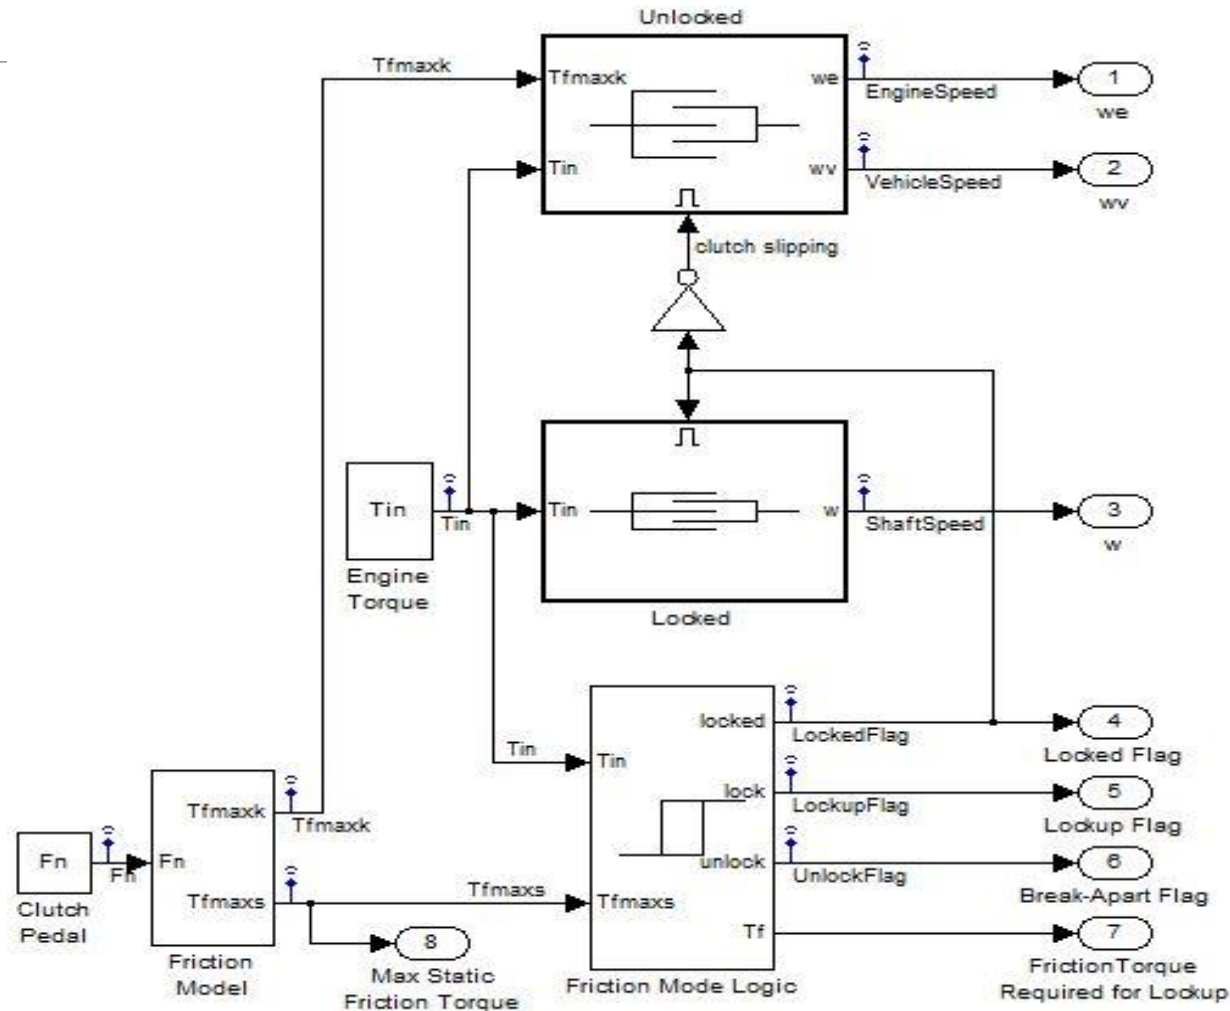 Unlocked
Tfmaxk
Tfmaxk
we
EngineSpeed
1
we
Tin
wv
VehicleSpeed
2
wv
clutch slipping
Tin
Tin
Engine
Torque
Tin
w
ShaftSpeed
3
w
Locked
locked
LockedFlag
4
Locked Flag
Tin
Tin
lock
LockupFlag
5
Lockup Flag
unlock
UnlockFlag
6
Break-Apart Flag
Tfmaxs
Tfmaxs
Tf
7
FrictionTorque
Required for Lockup
Friction Mode Logic
Fn
Fn
Clutch
Pedal
Fn
Tfmaxk
Tfmaxk
Tfmaxs
Friction
Model
8
Max Static
Friction Torque